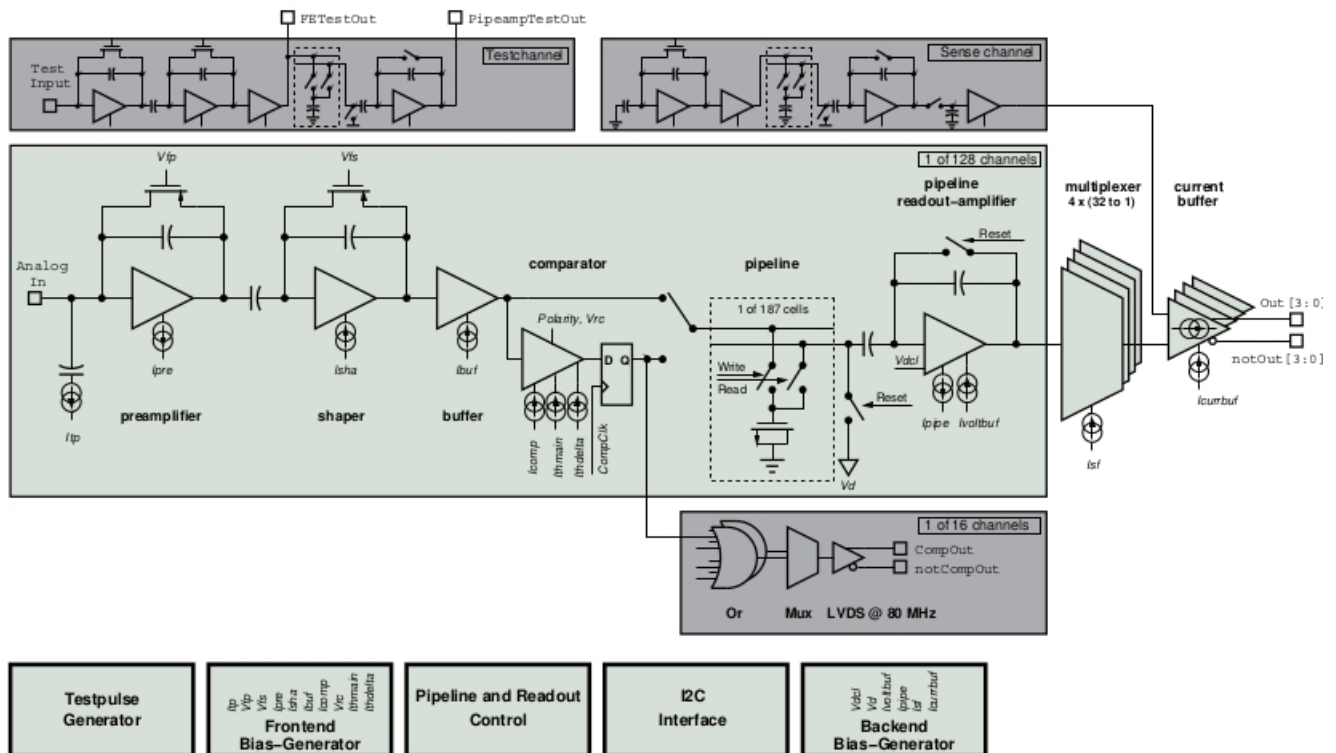 FETestOut
PipeampTestOut
Testchannel
Test
Input
Sense channel
1 of 128 channels
Vfp
Vfs
pipeline
readout-amplifier
multiplexer
4 x (32 to 1)
current
buffer
Reset
Analog
In
comparator
pipeline
1 of 187 cells
Out[3:0]
notOut[3:0]
Polarity, Vrc
D Q
Ipre
Isha
Ibuf
Write
Read
Vdcl
Reset
Icurrbuf
Itp
preamplifier
shaper
buffer
Icomp
Ithmain
Ithdelta
CompClk
Ipipe
Ivoltbuf
Isf
Vd
1 of 16 channels
CompOut
notCompOut
Or
Mux
LVDS @ 80 MHz
Testpulse
Generator
Itp
Vfp
Vfs
Ipre
Isha
Ibuf
Icomp
Vrc
Ithmain
Ithdelta
Frontend
Bias-Generator
Pipeline and Readout
Control
I2C
Interface
Vdcl
Vd
Ivoltbuf
Ipipe
Isf
Icurrbuf
Backend
Bias-Generator